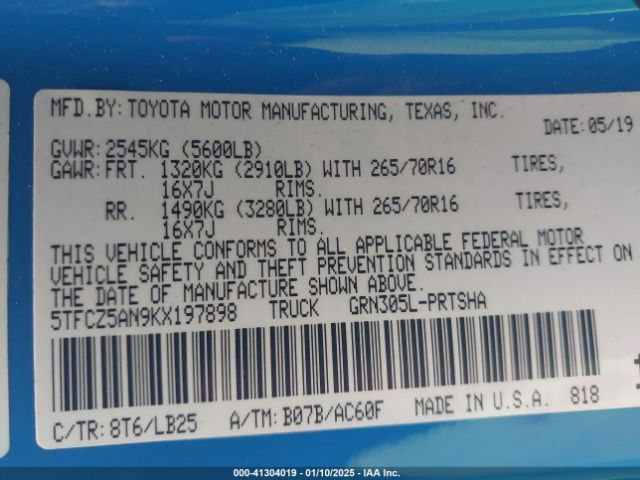 MFD.BY:TOYOTA MOTOR MANUFACTURING, TEXAS, INC.
DATE:05/19
GVWR:2545KG (5600LB)
GAWR:FRT. 1320KG (2910LB) WITH 265/70R16 TIRES,
16X7J RIMS.
RR. 1490KG (3280LB) WITH 265/70R16 TIRES,
16X7J RIMS.
THIS VEHICLE CONFORMS TO ALL APPLICABLE FEDERAL MOTOR
VEHICLE SAFETY AND THEFT PREVENTION STANDARDS IN EFFECT ON
THE DATE OF MANUFACTURE SHOWN ABOVE.
5TFCZ5AN9KX197898 TRUCK GRN305L-PRTSHA
C/TR:8T6/LB25 A/TM:B07B/AC60F MADE IN U.S.A. 818
000-41304019 - 01/10/2025 - IAA Inc.